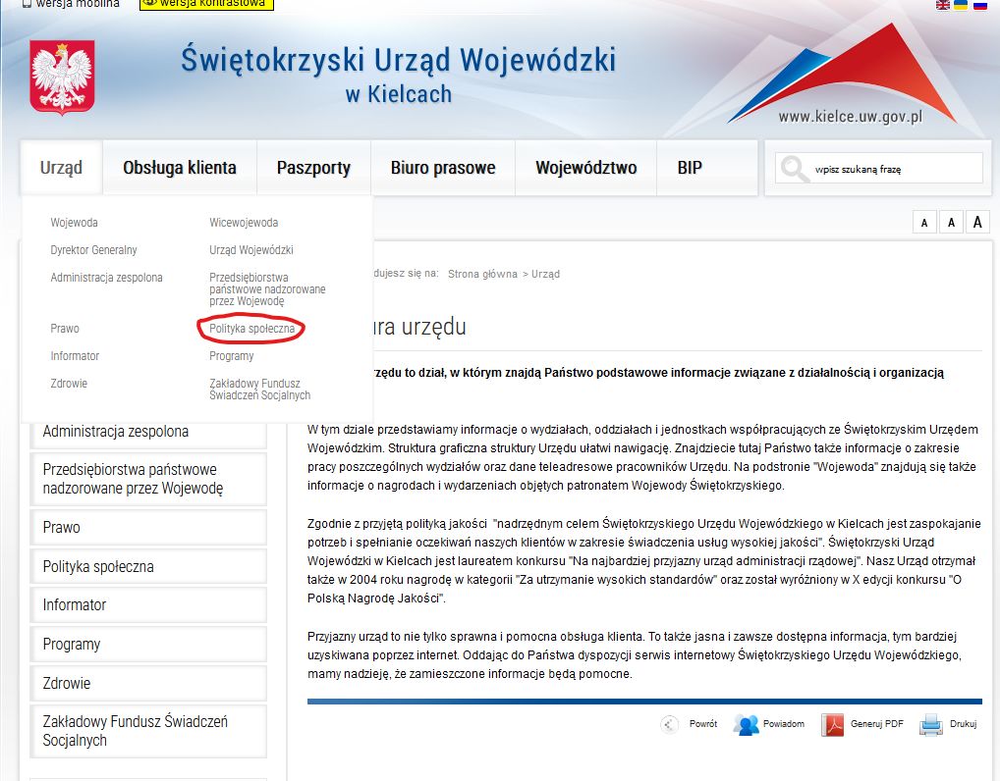 wersja mobilna
wersja kontrastowa
Świętokrzyski Urząd Wojewódzki
w Kielcach
www.kielce.uw.gov.pl
Urząd
Obsługa klienta
Paszporty
Biuro prasowe
Województwo
BIP
wpisz szukaną frazę
Wojewoda
Wicewojewoda
Dyrektor Generalny
Urząd Wojewódzki
Administracja zespolona
Przedsiębiorstwa
państwowe nadzorowane
przez Wojewodę
Prawo
Polityka społeczna
Informator
Programy
Zdrowie
Zakładowy Fundusz
Świadczeń Socjalnych
A A A
dujesz się na: Strona główna > Urząd
ura urzędu
rzędu to dział, w którym znajdą Państwo podstawowe informacje związane z działalnością i organizacją
Administracja zespolona
Przedsiębiorstwa państwowe
nadzorowane przez Wojewodę
Prawo
Polityka społeczna
Informator
Programy
Zdrowie
Zakładowy Fundusz Świadczeń
Socjalnych
W tym dziale przedstawiamy informacje o wydziałach, oddziałach i jednostkach współpracujących ze Świętokrzyskim Urzędem
Wojewódzkim. Struktura graficzna struktury Urzędu ułatwi nawigację. Znajdziecie tutaj Państwo także informacje o zakresie
pracy poszczególnych wydziałów oraz dane teleadresowe pracowników Urzędu. Na podstronie "Wojewoda" znajdują się także
informacje o nagrodach i wydarzeniach objętych patronatem Wojewody Świętokrzyskiego.
Zgodnie z przyjętą polityką jakości "nadrzędnym celem Świętokrzyskiego Urzędu Wojewódzkiego w Kielcach jest zaspokajanie
potrzeb i spełnianie oczekiwań naszych klientów w zakresie świadczenia usług wysokiej jakości". Świętokrzyski Urząd
Wojewódzki w Kielcach jest laureatem konkursu "Na najbardziej przyjazny urząd administracji rządowej". Nasz Urząd otrzymał
także w 2004 roku nagrodę w kategorii "Za utrzymanie wysokich standardów" oraz został wyróżniony w X edycji konkursu "O
Polską Nagrodę Jakości".
Przyjazny urząd to nie tylko sprawna i pomocna obsługa klienta. To także jasna i zawsze dostępna informacja, tym bardziej
uzyskiwana poprzez internet. Oddając do Państwa dyspozycji serwis internetowy Świętokrzyskiego Urzędu Wojewódzkiego,
mamy nadzieję, że zamieszczone informacje będą pomocne.
Powrót
Powiadom
Generuj PDF
Drukuj